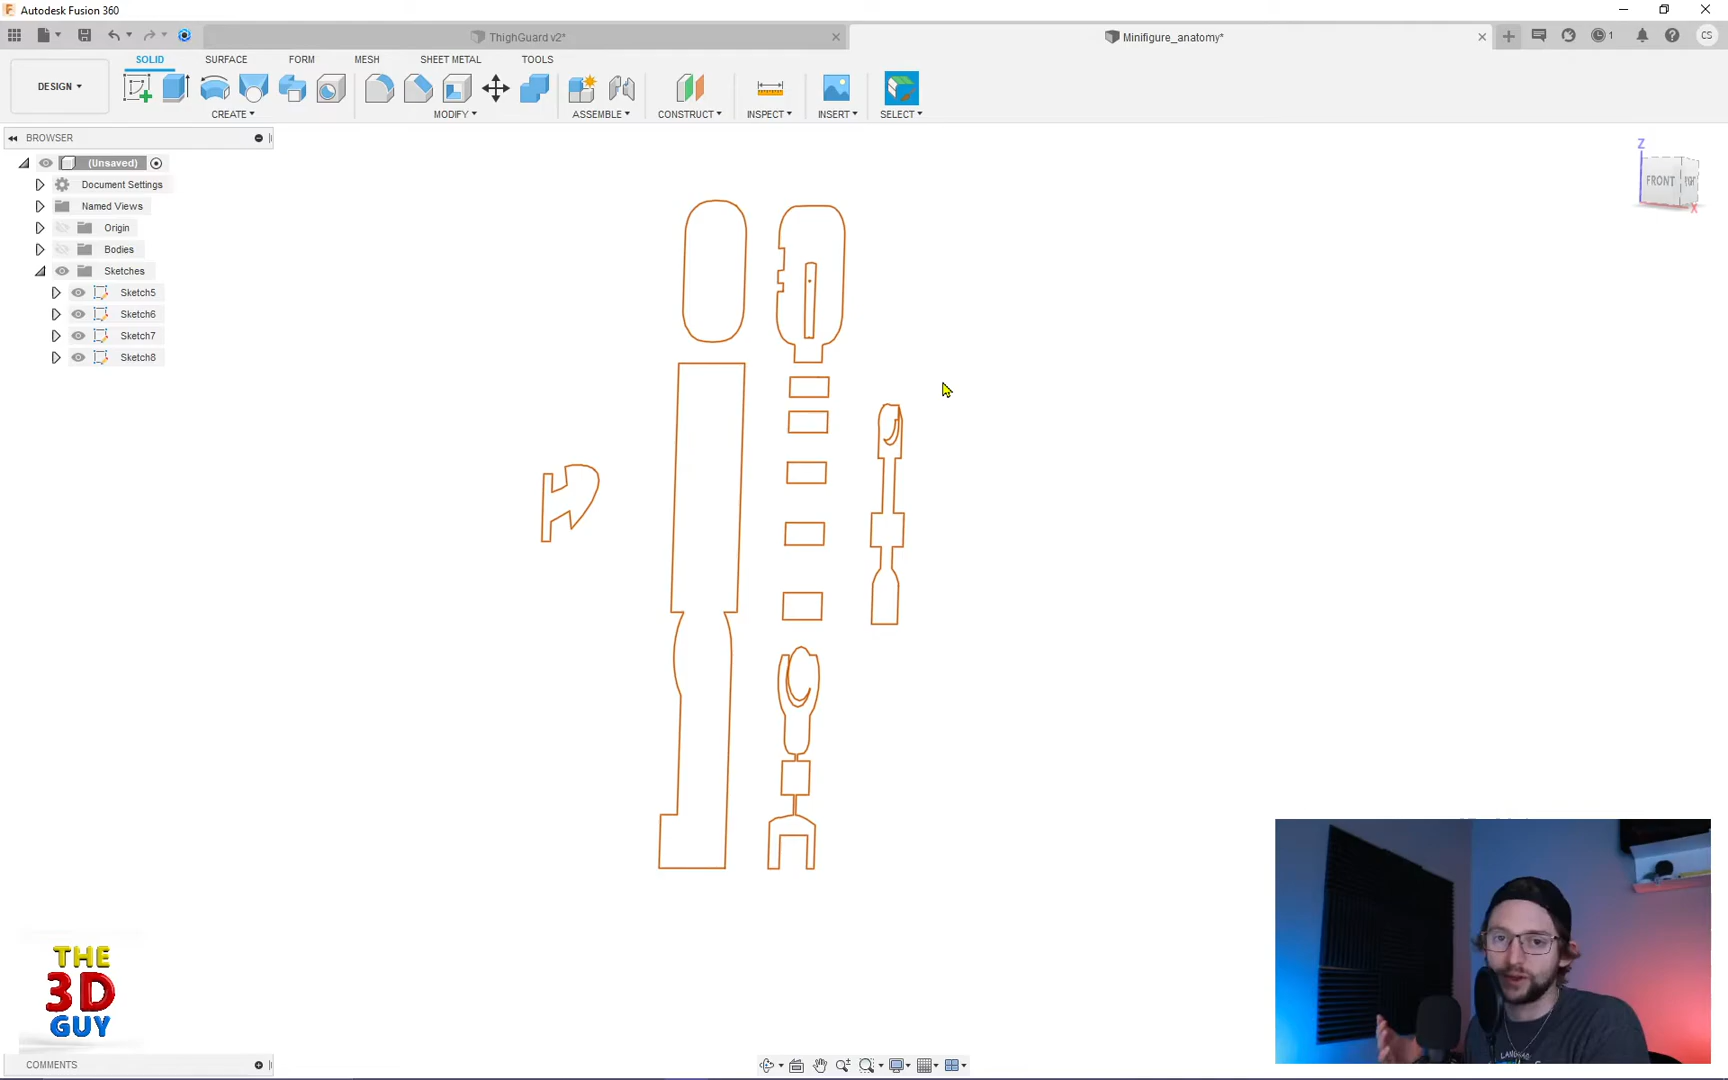 Autodesk Fusion 360
ThighGuard v2*
Minifigure_anatomy*
1
CS
SOLID
SURFACE
FORM
MESH
SHEET METAL
TOOLS
DESIGN
CREATE
MODIFY
ASSEMBLE
CONSTRUCT
INSPECT
INSERT
SELECT
BROWSER
(Unsaved)
Document Settings
Named Views
Origin
Bodies
Sketches
Sketch5
Sketch6
Sketch7
Sketch8
Z
FRONT
X
THE
3D
GUY
COMMENTS